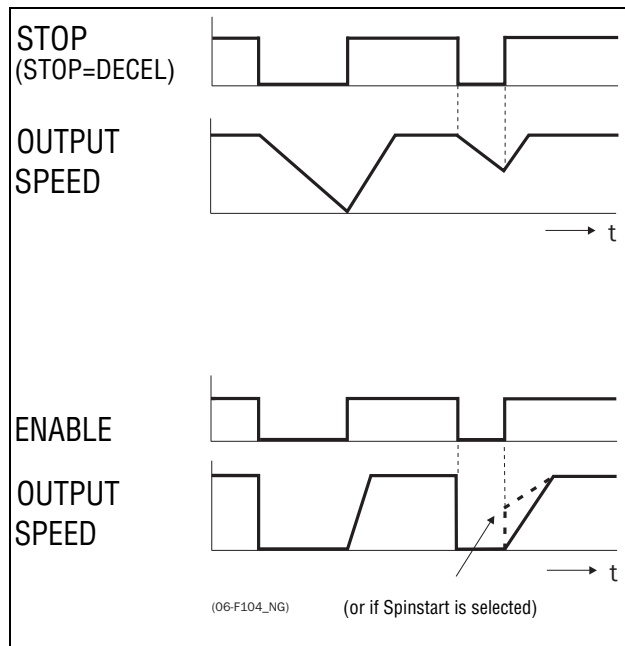 STOP
(STOP=DECEL)
OUTPUT
SPEED
t
ENABLE
OUTPUT
SPEED
t
(06-F104_NG)
(or if Spinstart is selected)